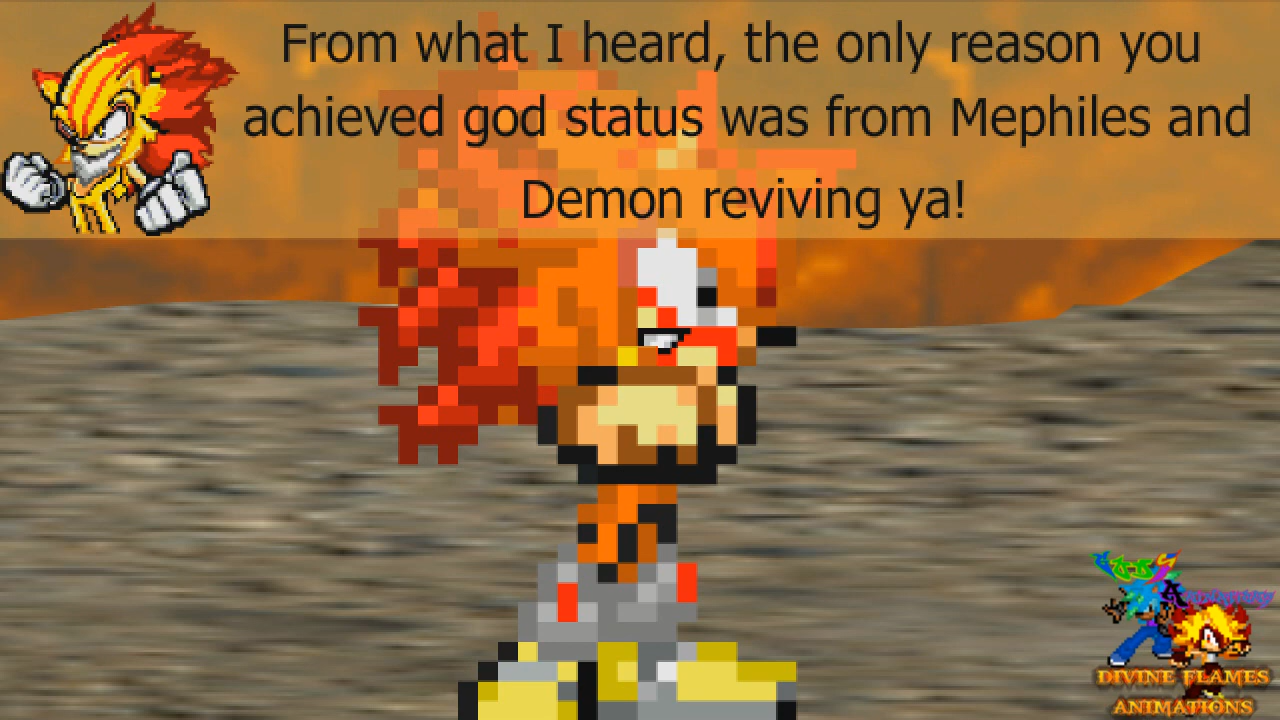 From what I heard, the only reason you
achieved god status was from Mephiles and
Demon reviving ya!
DIVINE FLAMES
ANIMATIONS